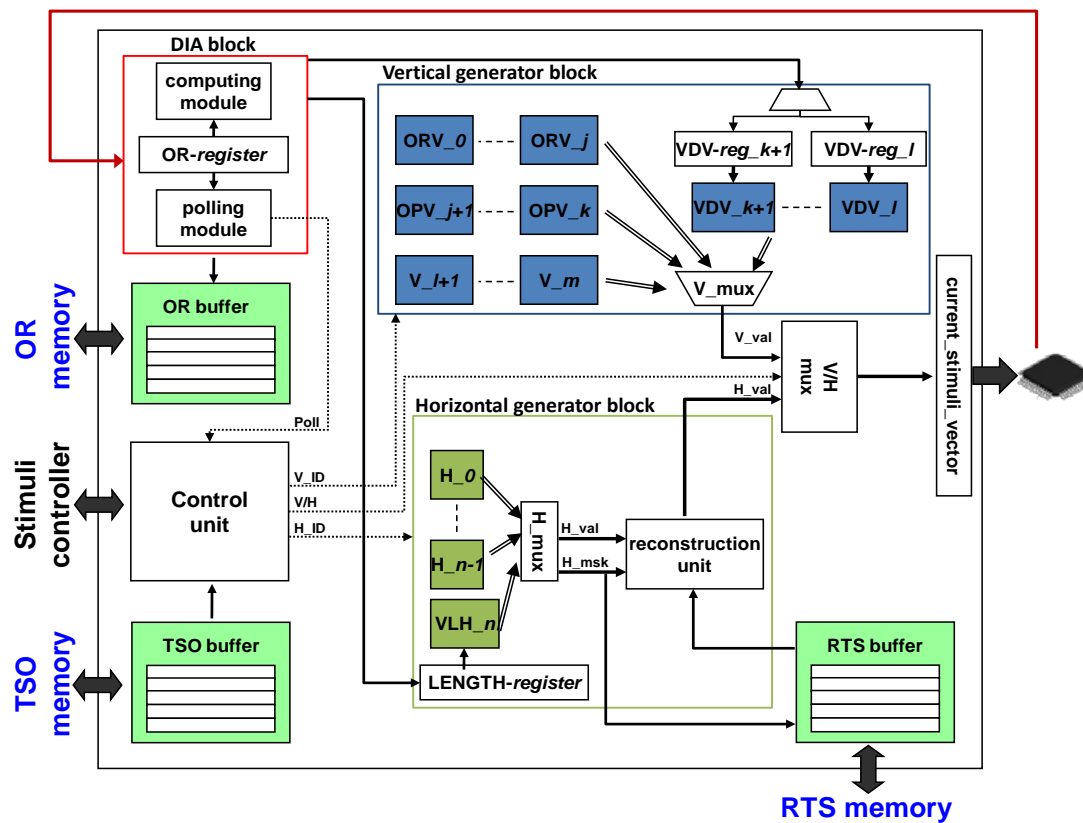 DIA block
computing
module
OR-register
polling
module
Vertical generator block
ORV_0
ORV_j
VDV-reg_k+1
VDV-reg_l
OPV_j+1
OPV_k
VDV_k+1
VDV_l
V_l+1
V_m
V_mux
OR buffer
OR
memory
V_val
V/H
mux
H_val
current_stimuli_vector
Poll
Stimuli
controller
Control
unit
V_ID
V/H
H_ID
Horizontal generator block
H_0
H_n-1
VLH_n
H_mux
H_val
H_msk
reconstruction
unit
LENGTH-register
TSO buffer
TSO
memory
RTS buffer
RTS memory